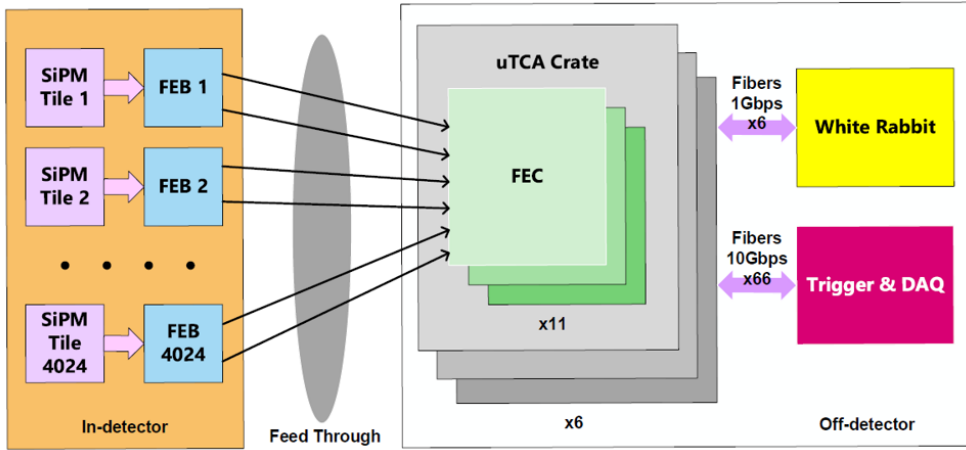 SiPM
Tile 1
FEB 1
SiPM
Tile 2
FEB 2
SiPM
Tile
4024
FEB
4024
In-detector
Feed Through
uTCA Crate
FEC
x11
x6
Fibers
1Gbps
x6
White Rabbit
Fibers
10Gbps
x66
Trigger & DAQ
Off-detector